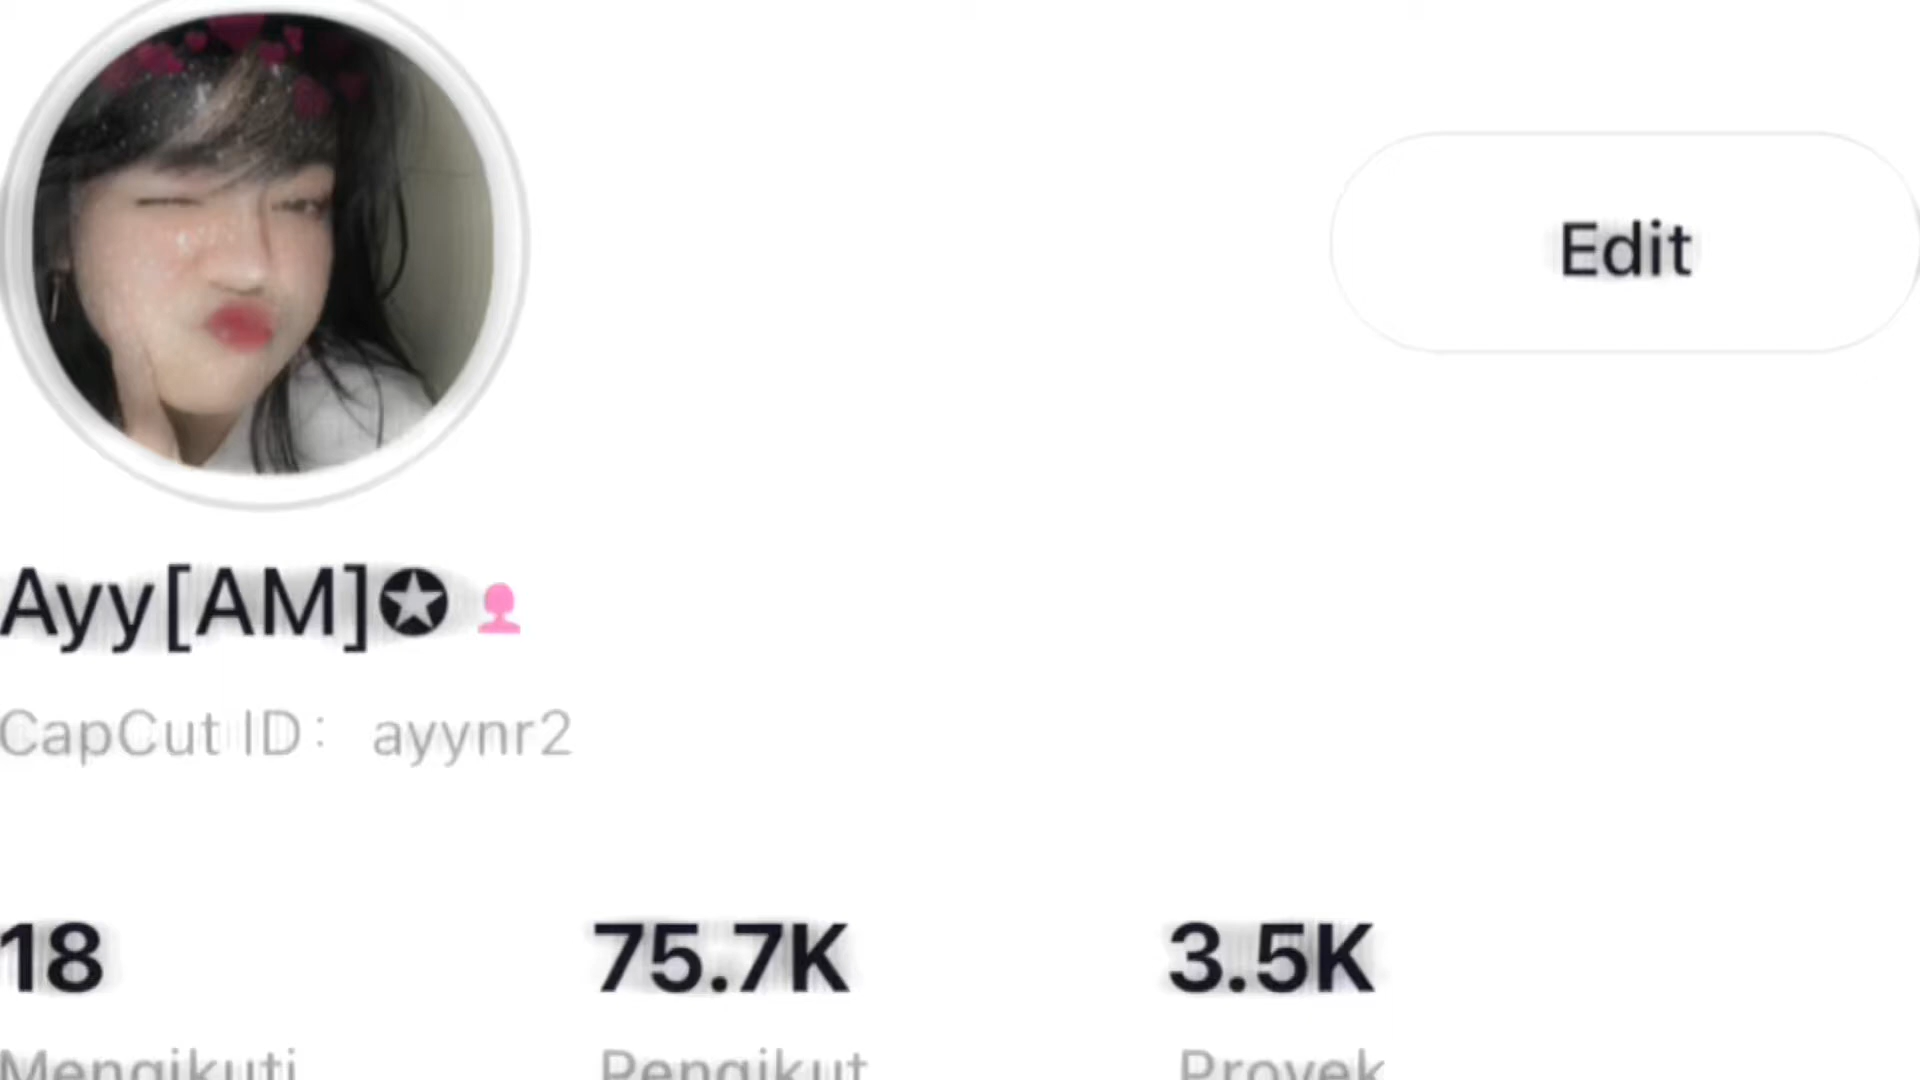 Edit
Ayy[AM]✪
CapCut ID: ayynr2
18 75.7K 3.5K
Mengikuti Pengikut Proyek